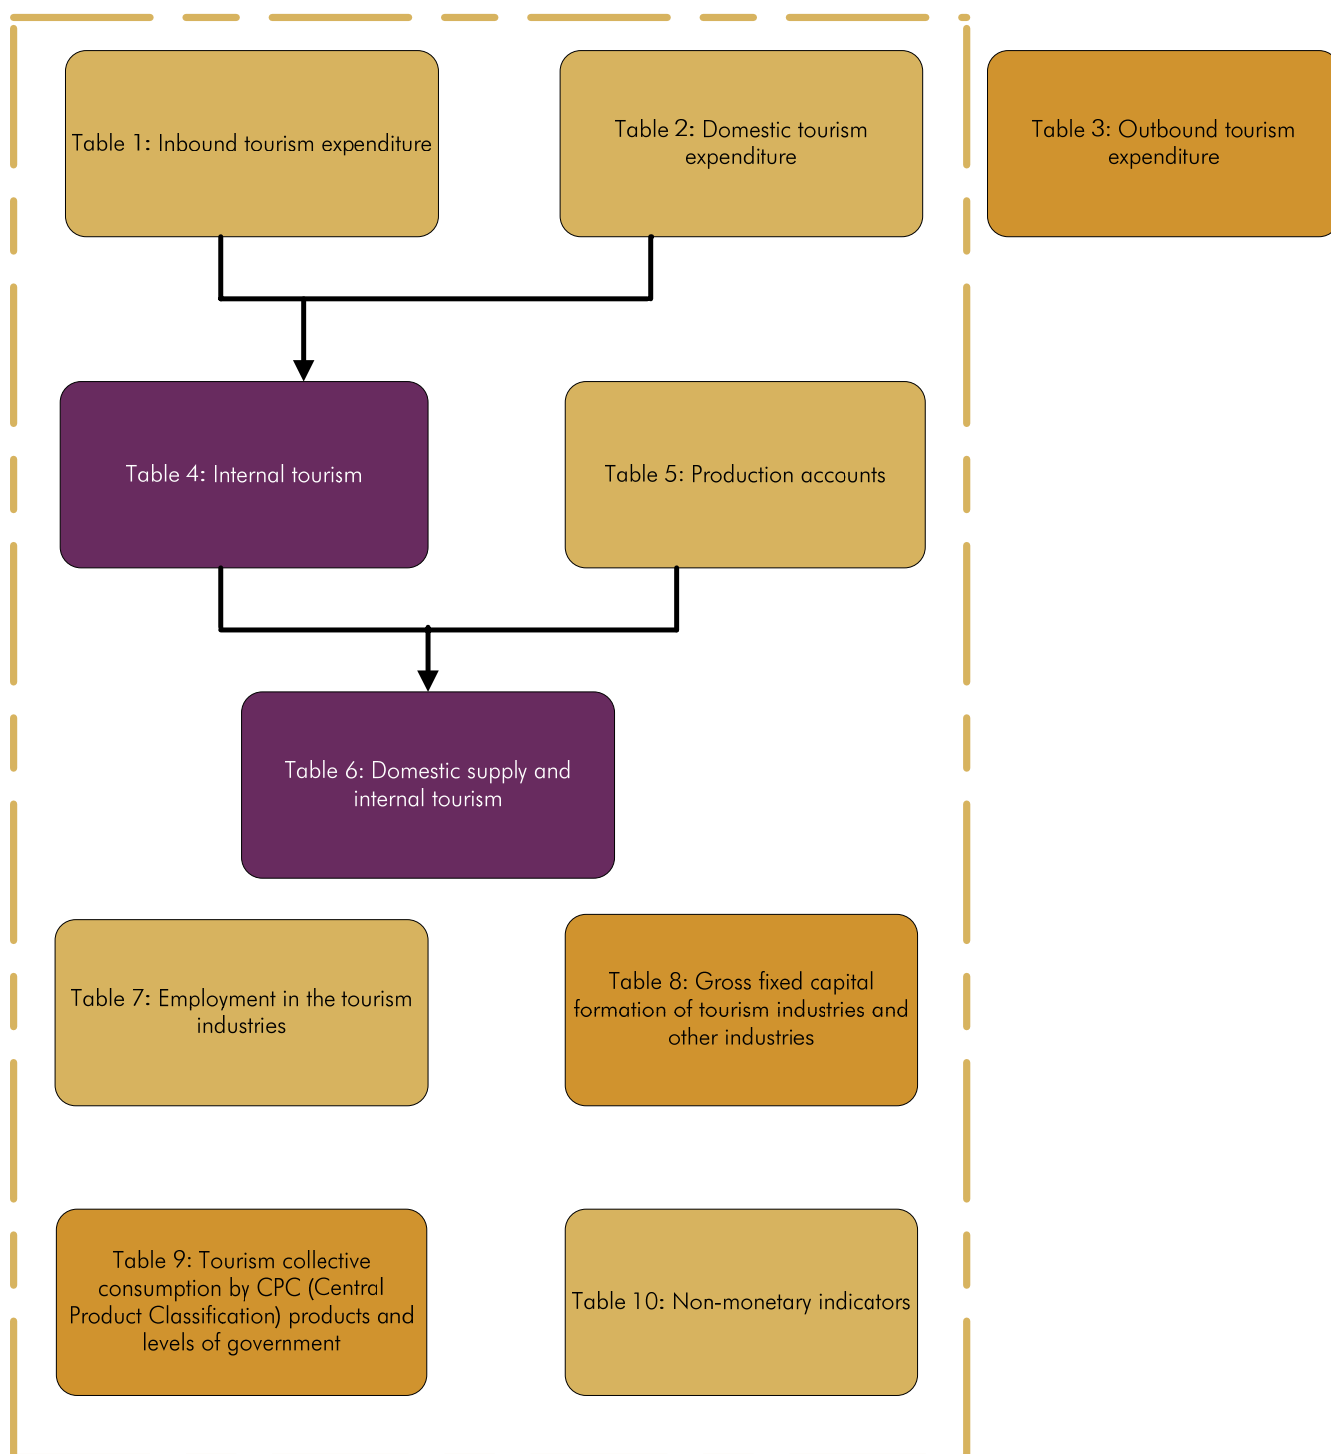 Table 1: Inbound tourism expenditure
Table 2: Domestic tourism
expenditure
Table 3: Outbound tourism
expenditure
Table 4: Internal tourism
Table 5: Production accounts
Table 6: Domestic supply and
internal tourism
Table 7: Employment in the tourism
industries
Table 8: Gross fixed capital
formation of tourism industries and
other industries
Table 9: Tourism collective
consumption by CPC (Central
Product Classification) products and
levels of government
Table 10: Non-monetary indicators